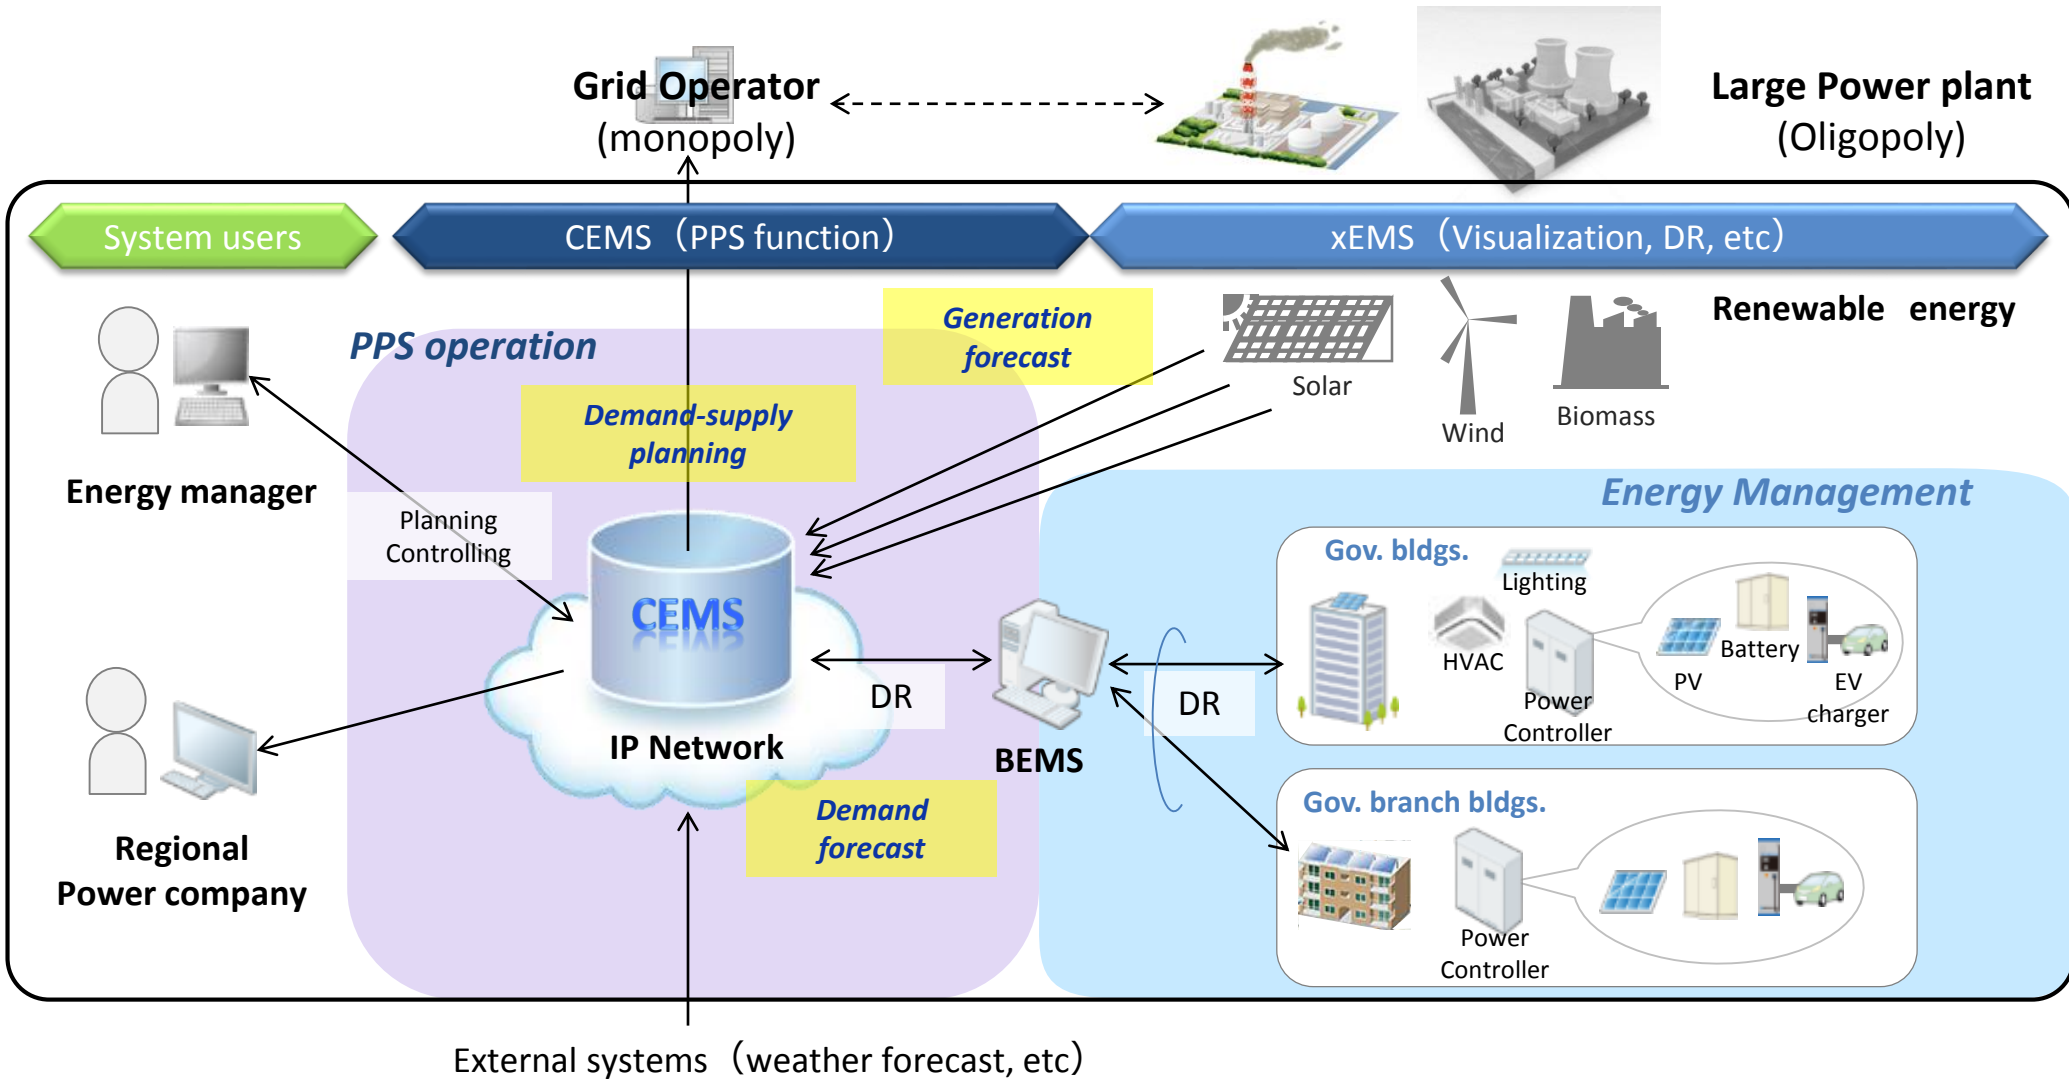 Grid Operator
(monopoly)
Large Power plant
(Oligopoly)
System users
CEMS（PPS function）
xEMS（Visualization, DR, etc）
Generation
forecast
Renewable energy
PPS operation
Solar
Wind
Biomass
Demand-supply
planning
Energy manager
Planning
Controlling
Energy Management
Gov. bldgs.
Lighting
HVAC
Battery
PV
EV
charger
Power
Controller
CEMS
DR
DR
IP Network
BEMS
Demand
forecast
Gov. branch bldgs.
Power
Controller
Regional
Power company
External systems（weather forecast, etc）